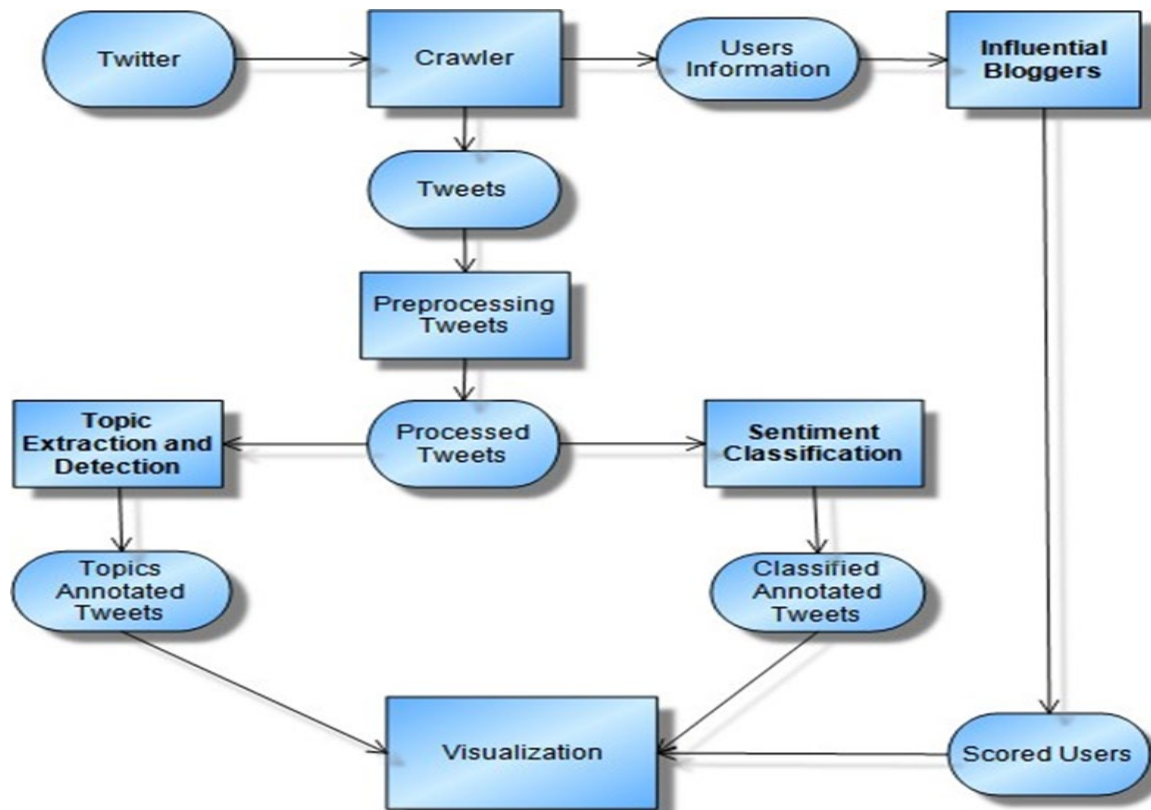 Twitter
Crawler
Users
Information
Influential
Bloggers
Tweets
Preprocessing
Tweets
Topic
Extraction and
Detection
Processed
Tweets
Sentiment
Classification
Topics
Annotated
Tweets
Classified
Annotated
Tweets
Visualization
Scored Users